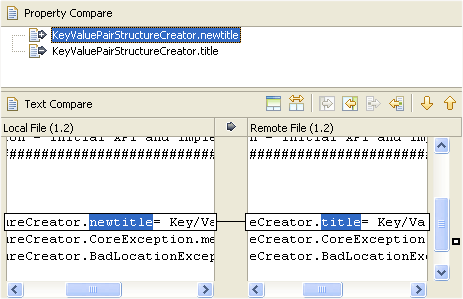 Property Compare
KeyValuePairStructureCreator.newtitle
KeyValuePairStructureCreator.title
Text Compare
Local File (1.2)
Remote File (1.2)
on - initial API and imple
n - initial API and imple
##########################
##########################
ureCreator.newtitle= Key/Va
eCreator.title= Key/Va
ureCreator.CoreException.me
eCreator.CoreException
ureCreator.BadLocationExcep
eCreator.BadLocationEx